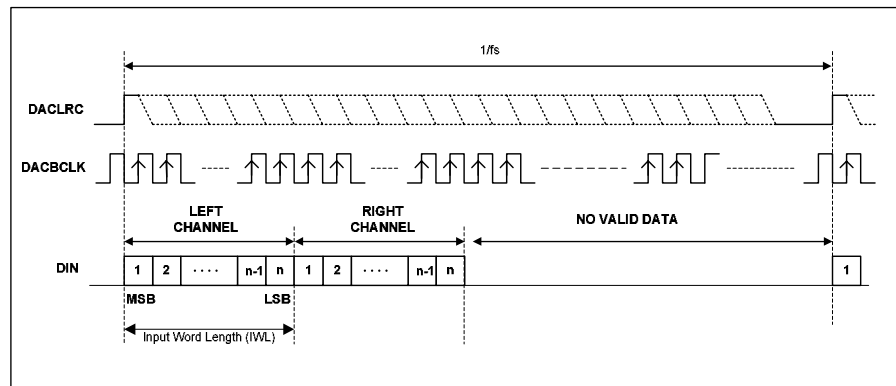 1/fs
DACLRC
DACBCLK
LEFT CHANNEL
RIGHT CHANNEL
NO VALID DATA
DIN
1 2 · · · · n-1 n 1 2 · · · · n-1 n 1
MSB LSB
Input Word Length (IWL)